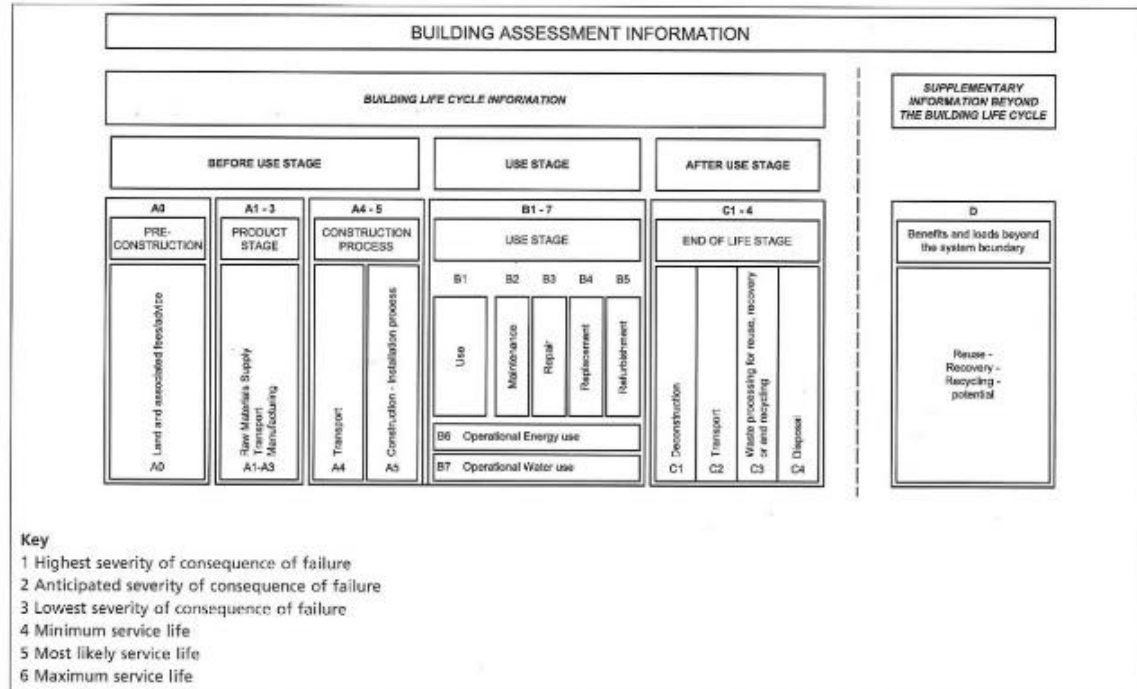 BUILDING ASSESSMENT INFORMATION
BUILDING LIFE CYCLE INFORMATION
SUPPLEMENTARY
INFORMATION BEYOND
THE BUILDING LIFE CYCLE
BEFORE USE STAGE
USE STAGE
AFTER USE STAGE
A0
PRE-
CONSTRUCTION
Land and associated fees/advice
A0
A1 - 3
PRODUCT
STAGE
Raw Materials Supply
Transport
Manufacturing
A1-A3
A4 - 5
CONSTRUCTION
PROCESS
Transport
A4
Construction - Installation process
A5
B1 - 7
USE STAGE
B1
Use
B2
Maintenance
B3
Repair
B4
Replacement
B5
Refurbishment
B6 Operational Energy use
B7 Operational Water use
C1 - 4
END OF LIFE STAGE
Deconstruction
C1
Transport
C2
Waste processing for reuse, recovery
or and recycling
C3
Disposal
C4
D
Benefits and loads beyond
the system boundary
Reuse -
Recovery -
Recycling -
potential
Key
1 Highest severity of consequence of failure
2 Anticipated severity of consequence of failure
3 Lowest severity of consequence of failure
4 Minimum service life
5 Most likely service life
6 Maximum service life